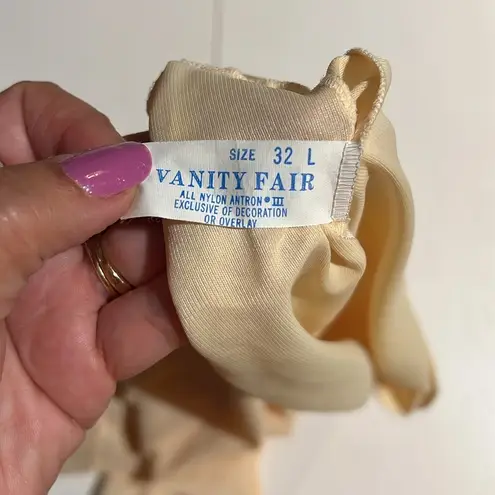 SIZE 32 L
VANITY FAIR
ALL NYLON ANTRON • III
EXCLUSIVE OF DECORATION
OR OVERLAY